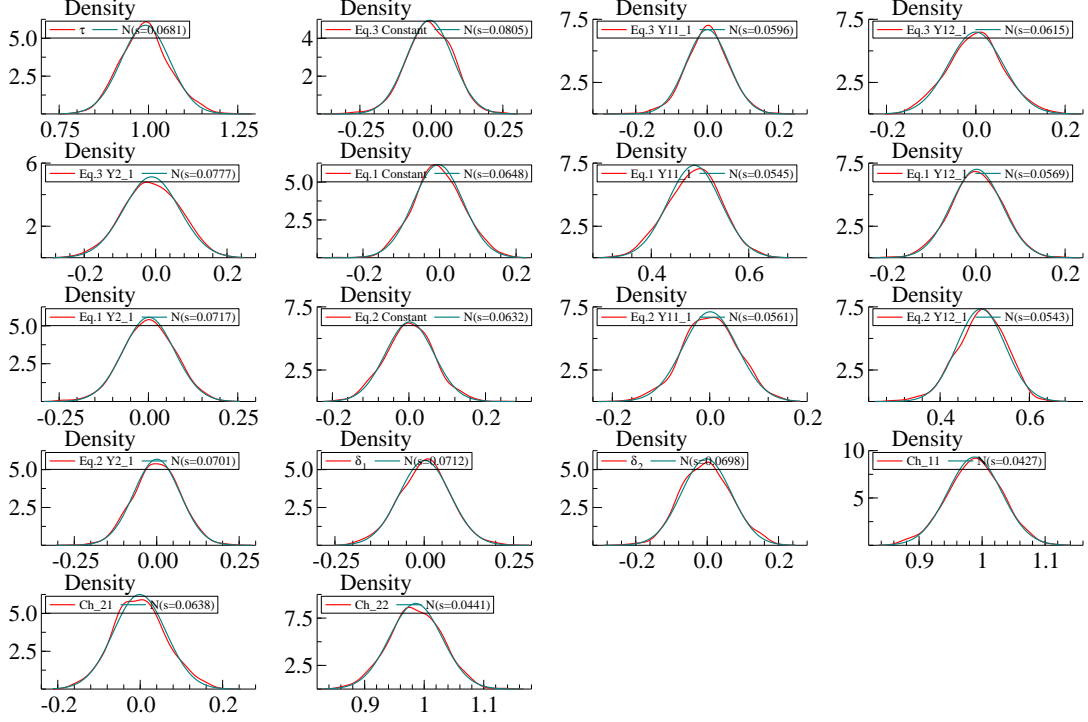 Density Density Density Density
τ N(s=0.0681) Eq.3 Constant N(s=0.0805) Eq.3 Y11_1 N(s=0.0596) Eq.3 Y12_1 N(s=0.0615)
5.0 4 7.5 7.5
2.5 2 2.5 2.5
0.75 1.00 1.25 -0.25 0.00 0.25 -0.2 0.0 0.2 -0.2 0.0 0.2
Density Density Density Density
6 7.5 7.5
Eq.3 Y2_1 N(s=0.0777) Eq.1 Constant N(s=0.0648) Eq.1 Y11_1 N(s=0.0545) Eq.1 Y12_1 N(s=0.0569)
4 5.0
2 2.5 2.5 2.5
-0.2 0.0 0.2 -0.2 0.0 0.2 0.4 0.6 -0.2 0.0 0.2
Density Density Density Density
7.5 7.5 7.5
Eq.1 Y2_1 N(s=0.0717) Eq.2 Constant N(s=0.0632) Eq.2 Y11_1 N(s=0.0561) Eq.2 Y12_1 N(s=0.0543)
5.0
2.5 2.5 2.5 2.5
-0.25 0.00 0.25 -0.2 0.0 0.2 -0.2 0.0 0.2 0.4 0.6
Density Density Density Density
10
Eq.2 Y2_1 N(s=0.0701) δ_1 N(s=0.0712) δ_2 N(s=0.0698) Ch_11 N(s=0.0427)
5.0 5.0 5.0 5
2.5 2.5 2.5
-0.2 0.0 0.2 -0.25 0.00 0.25 -0.2 0.0 0.2 0.9 1 1.1
Density Density
Ch_21 N(s=0.0638) Ch_22 N(s=0.0441)
5.0 7.5
2.5 2.5
-0.2 0.0 0.2 0.9 1 1.1